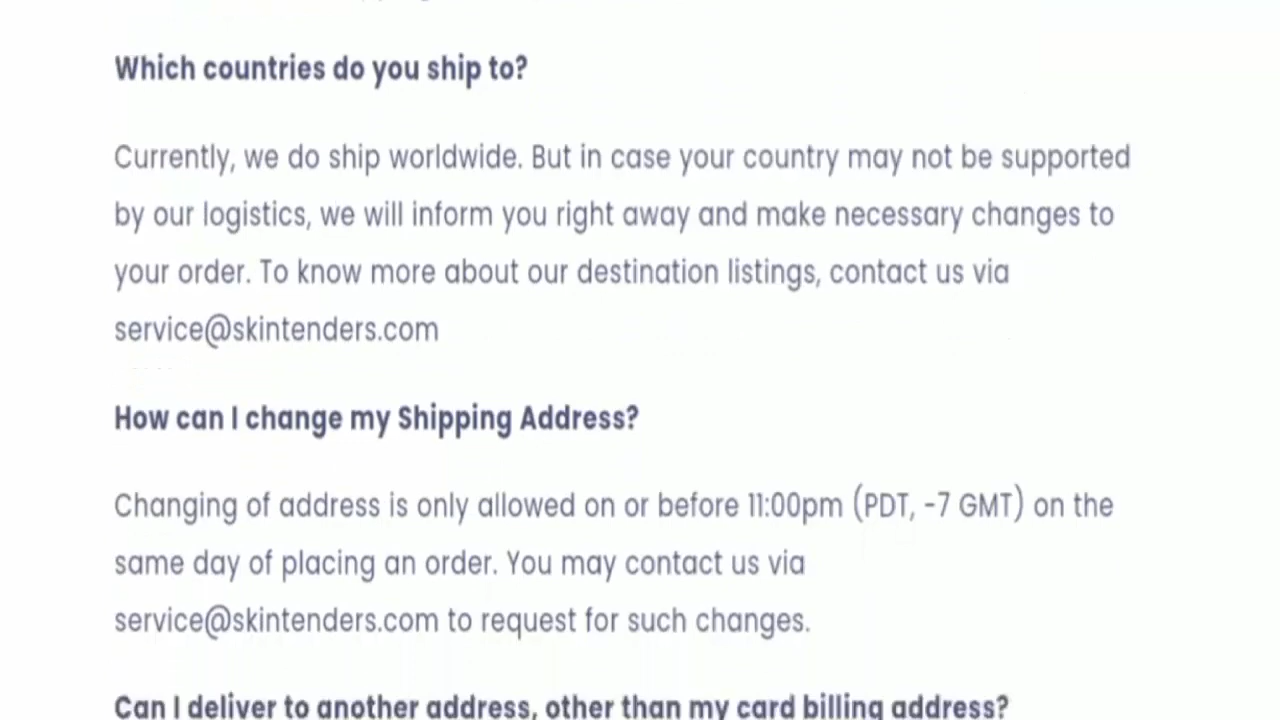 Which countries do you ship to?
Currently, we do ship worldwide. But in case your country may not be supported
by our logistics, we will inform you right away and make necessary changes to
your order. To know more about our destination listings, contact us via
service@skintenders.com
How can I change my Shipping Address?
Changing of address is only allowed on or before 11:00pm (PDT, -7 GMT) on the
same day of placing an order. You may contact us via
service@skintenders.com to request for such changes.
Can I deliver to another address, other than my card billing address?